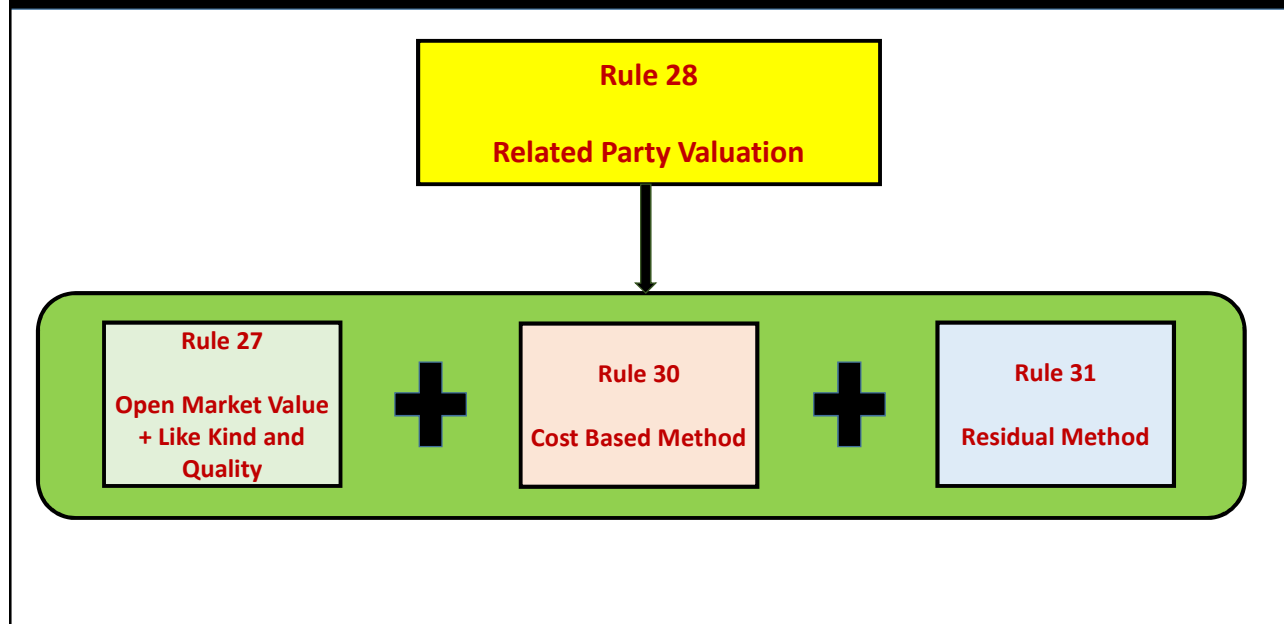 Rule 28
Related Party Valuation
Rule 27
Open Market Value
+ Like Kind and
Quality
Rule 30
Cost Based Method
Rule 31
Residual Method